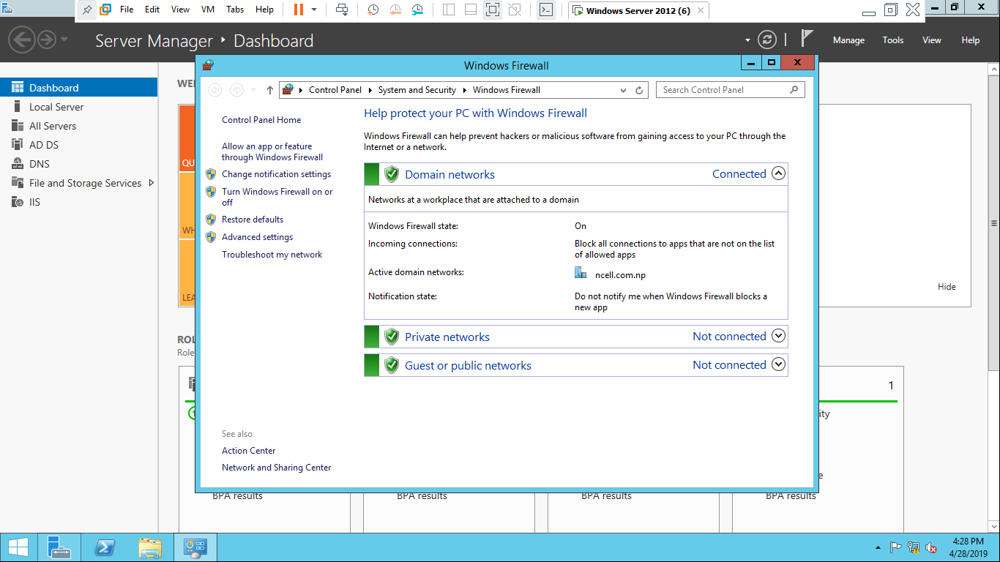 File Edit View VM Tabs Help
Windows Server 2012 (6)
Server Manager Dashboard
Manage Tools View Help
Dashboard
Local Server
All Servers
AD DS
DNS
File and Storage Services
IIS
Windows Firewall
Control Panel System and Security Windows Firewall
Search Control Panel
Control Panel Home
Allow an app or feature
through Windows Firewall
Change notification settings
Turn Windows Firewall on or
off
Restore defaults
Advanced settings
Troubleshoot my network
See also
Action Center
Network and Sharing Center
Help protect your PC with Windows Firewall
Windows Firewall can help prevent hackers or malicious software from gaining access to your PC through the
Internet or a network.
Domain networks Connected
Networks at a workplace that are attached to a domain
Windows Firewall state: On
Incoming connections: Block all connections to apps that are not on the list
of allowed apps
Active domain networks: ncell.com.np
Notification state: Do not notify me when Windows Firewall blocks a
new app
Private networks Not connected
Guest or public networks Not connected
Hide
1
BPA results BPA results BPA results BPA results
4:28 PM
4/28/2019